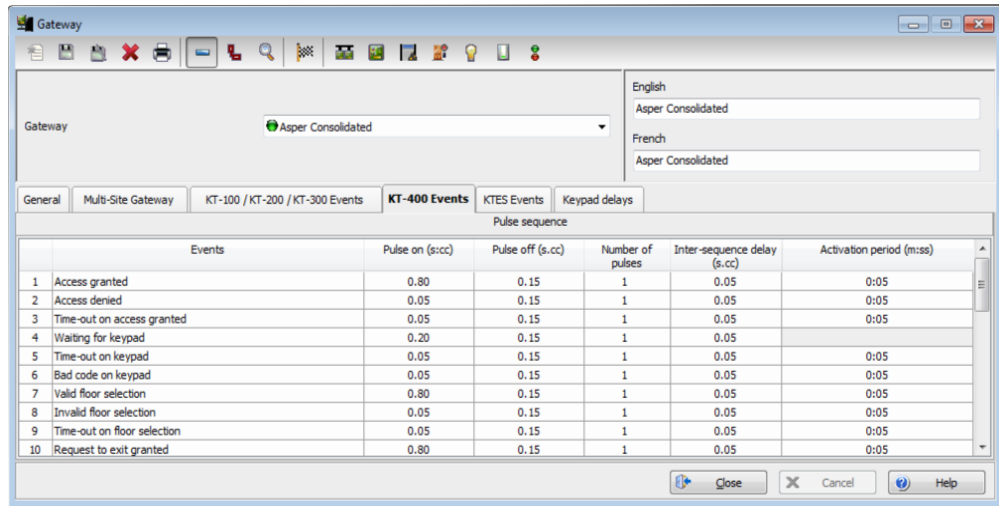 Gateway
English
Asper Consolidated
Gateway Asper Consolidated
French
Asper Consolidated
General Multi-Site Gateway KT-100 / KT-200 / KT-300 Events KT-400 Events KTES Events Keypad delays
Pulse sequence
Events Pulse on (s:cc) Pulse off (s.cc) Number of pulses Inter-sequence delay (s.cc) Activation period (m:ss)
1 Access granted 0.80 0.15 1 0.05 0:05
2 Access denied 0.05 0.15 1 0.05 0:05
3 Time-out on access granted 0.05 0.15 1 0.05 0:05
4 Waiting for keypad 0.20 0.15 1 0.05
5 Time-out on keypad 0.05 0.15 1 0.05 0:05
6 Bad code on keypad 0.05 0.15 1 0.05 0:05
7 Valid floor selection 0.80 0.15 1 0.05 0:05
8 Invalid floor selection 0.05 0.15 1 0.05 0:05
9 Time-out on floor selection 0.05 0.15 1 0.05 0:05
10 Request to exit granted 0.80 0.15 1 0.05 0:05
Close Cancel Help